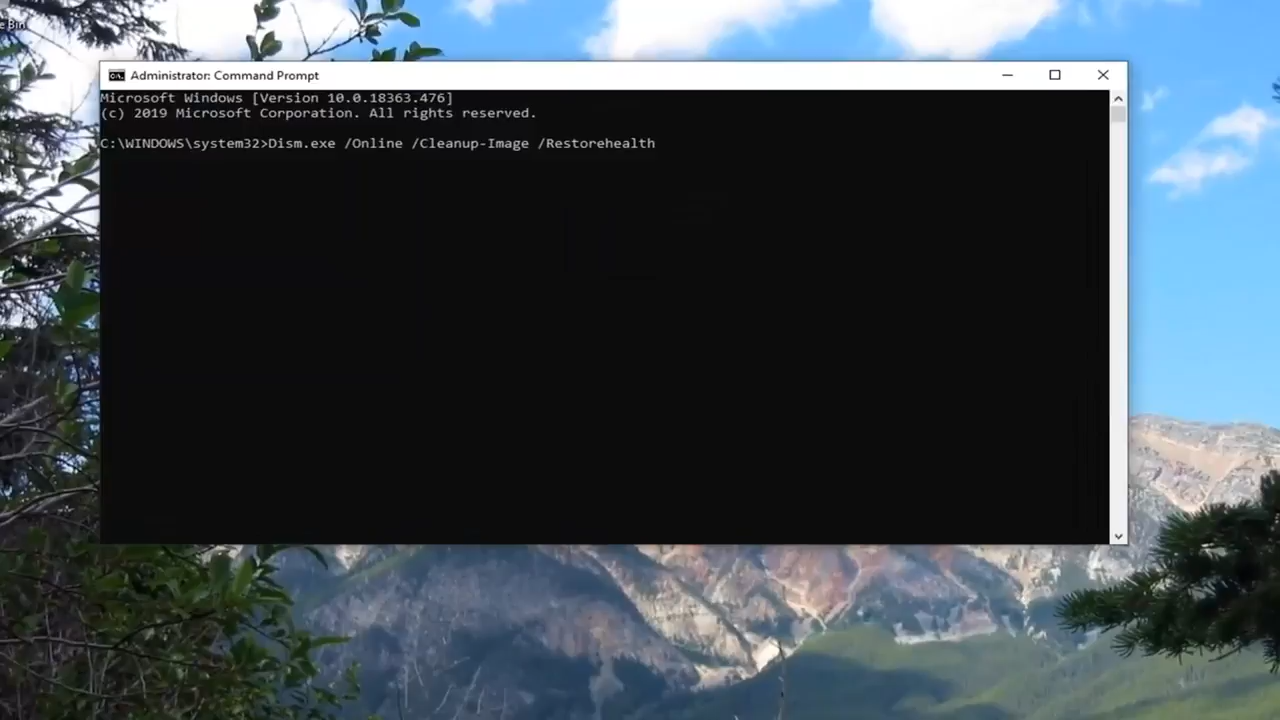 e Bin
Administrator: Command Prompt
Microsoft Windows [Version 10.0.18363.476]
(c) 2019 Microsoft Corporation. All rights reserved.
C:\WINDOWS\system32>Dism.exe /Online /Cleanup-Image /Restorehealth